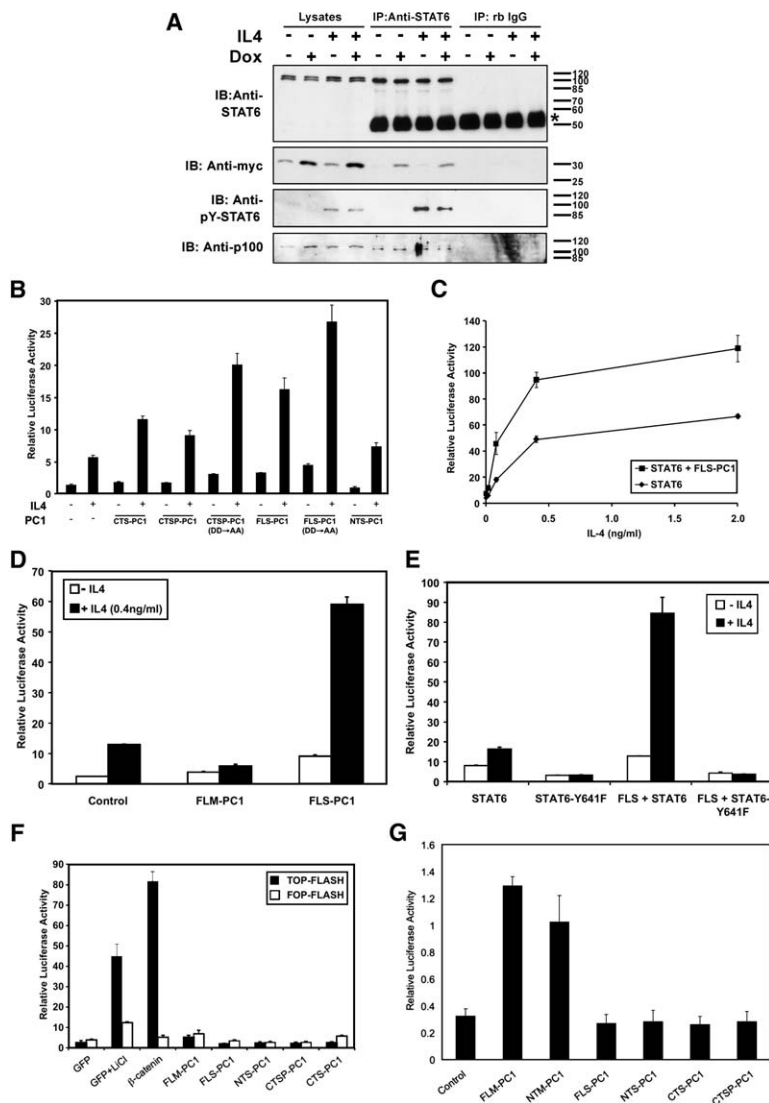 A
Lysates IP:Anti-STAT6 IP: rb IgG
IL4 - - + + - - + + - - + +
Dox - + - + - + - + - + - +
IB:Anti-
STAT6
120
100
85
70
60
*
50
IB: Anti-myc
30
25
IB: Anti-
pY-STAT6
120
100
85
IB: Anti-p100
120
100
85
B
Relative Luciferase Activity
30
25
20
15
10
5
0
IL4 - + - + - + - + - + - + - +
PC1 - - CTS-PC1 CTSP-PC1 CTSP-PC1 FLS-PC1 FLS-PC1 NTS-PC1
(DD→AA) (DD→AA)
C
Relative Luciferase Activity
140
120
100
80
60
40
20
0
STAT6 + FLS-PC1
STAT6
0.0 0.5 1.0 1.5 2.0
IL-4 (ng/ml)
D
Relative Luciferase Activity
70
60
50
40
30
20
10
0
- IL4
+ IL4 (0.4ng/ml)
Control FLM-PC1 FLS-PC1
E
Relative Luciferase Activity
100
90
80
70
60
50
40
30
20
10
0
- IL4
+ IL4
STAT6 STAT6-Y641F FLS + STAT6 FLS + STAT6-
Y641F
F
Relative Luciferase Activity
90
80
70
60
50
40
30
20
10
0
TOP-FLASH
FOP-FLASH
GFP GFP+LiCl β-catenin FLM-PC1 FLS-PC1 NTS-PC1 CTSP-PC1 CTS-PC1
G
Relative Luciferase Activity
1.6
1.4
1.2
1
0.8
0.6
0.4
0.2
0
Control FLM-PC1 NTM-PC1 FLS-PC1 NTS-PC1 CTS-PC1 CTSP-PC1